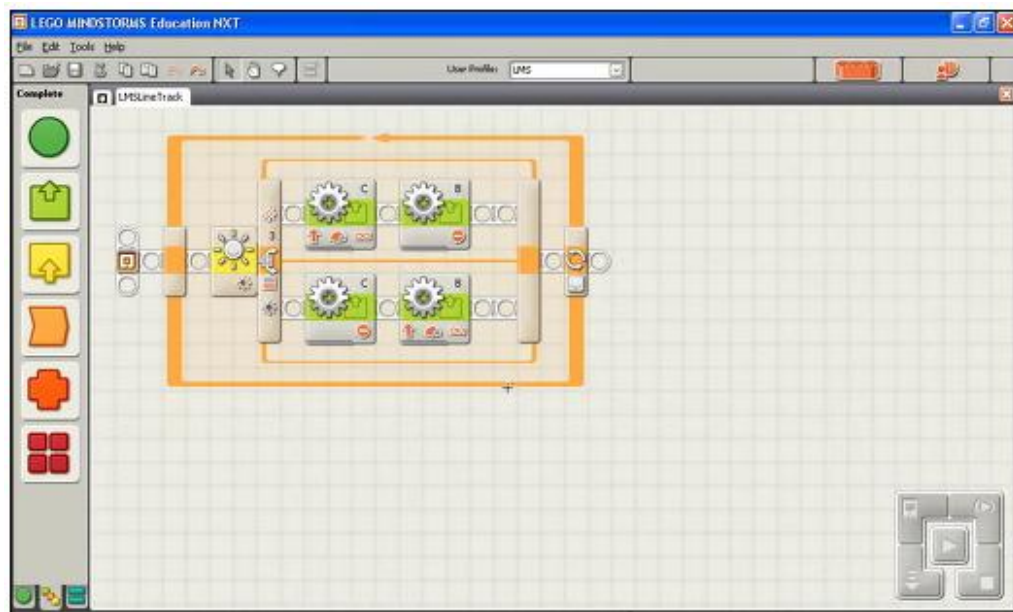 LEGO MINDSTORMS Education NXT
File Edit Tools Help
User Profile: LMS
Complete
LMSLineTrack
C B
3
C B